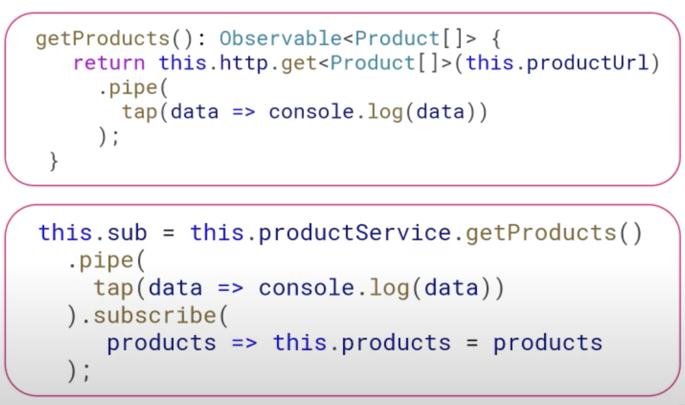 getProducts(): Observable<Product[]> {
return this.http.get<Product[]>(this.productUrl)
.pipe(
tap(data => console.log(data))
);
}
this.sub = this.productService.getProducts()
.pipe(
tap(data => console.log(data))
).subscribe(
products => this.products = products
);